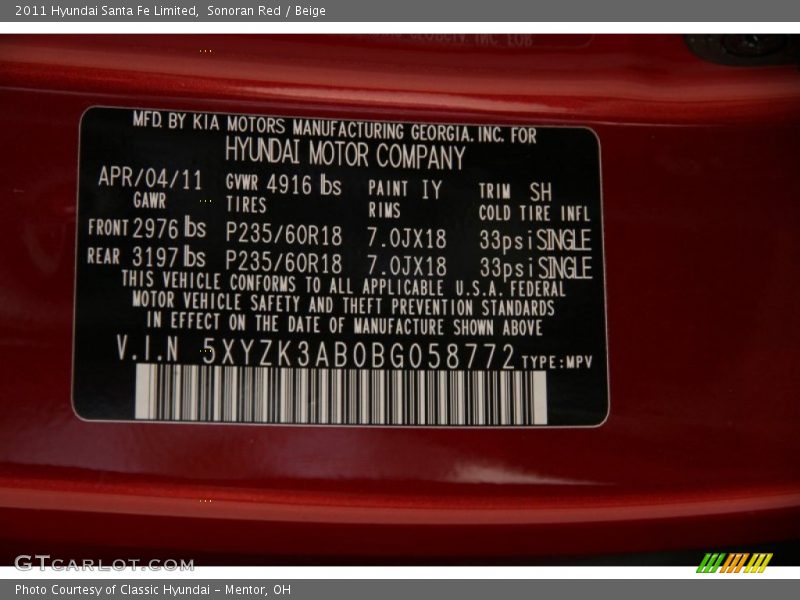 2011 Hyundai Santa Fe Limited,  Sonoran Red / Beige
MFD. BY KIA MOTORS MANUFACTURING GEORGIA. INC. FOR
HYUNDAI MOTOR COMPANY
APR/04/11 GVWR 4916 lbs PAINT IY TRIM SH
GAWR TIRES RIMS COLD TIRE INFL
FRONT 2976 lbs P235/60R18 7.0JX18 33psi SINGLE
REAR 3197 lbs P235/60R18 7.0JX18 33psi SINGLE
THIS VEHICLE CONFORMS TO ALL APPLICABLE U.S.A. FEDERAL
MOTOR VEHICLE SAFETY AND THEFT PREVENTION STANDARDS
IN EFFECT ON THE DATE OF MANUFACTURE SHOWN ABOVE
V.I.N 5XYZK3AB0BG058772 TYPE:MPV
GTCARLOT.COM
Photo Courtesy of Classic Hyundai - Mentor, OH